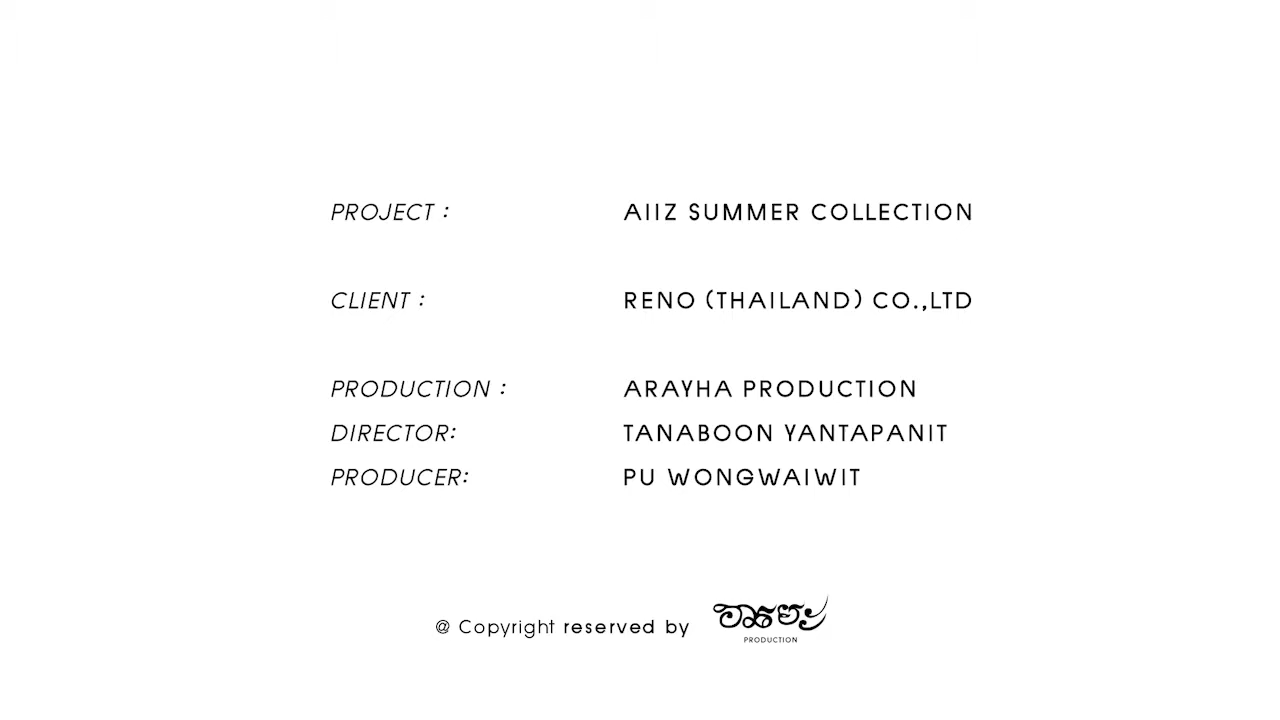 PROJECT : AIIZ SUMMER COLLECTION
CLIENT : RENO (THAILAND) CO.,LTD
PRODUCTION : ARAYHA PRODUCTION
DIRECTOR: TANABOON YANTAPANIT
PRODUCER: PU WONGWAIWIT
@ Copyright reserved by
PRODUCTION